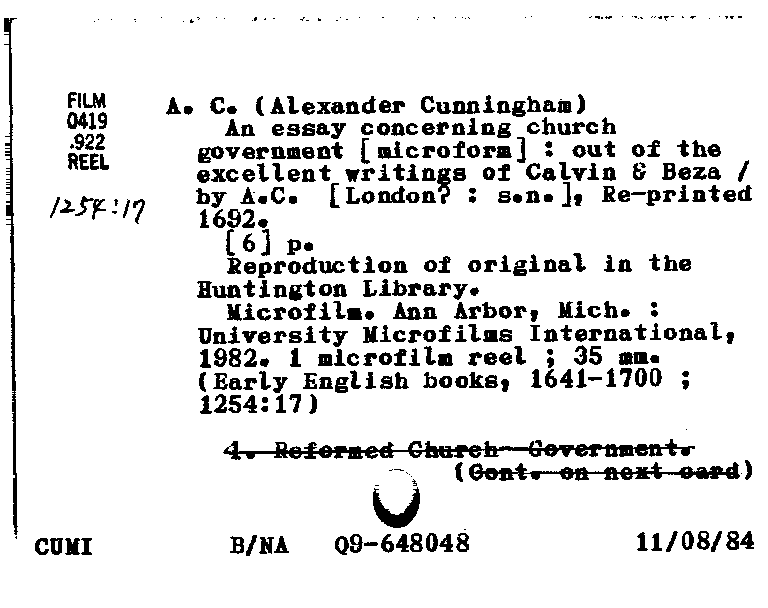 FILM
0419
.922
REEL
1254:17
A. C. (Alexander Cunningham)
An essay concerning church
government [microform] : out of the
excellent writings of Calvin & Beza /
by A.C. [London? : s.n.], Re-printed
1692.
[6] p.
Reproduction of original in the
Huntington Library.
Microfilm. Ann Arbor, Mich. :
University Microfilms International,
1982. 1 microfilm reel ; 35 mm.
(Early English books, 1641-1700 ;
1254:17)
1. Reformed Church--Government.
(Cont. on next card)
CUMI B/NA Q9-648048 11/08/84